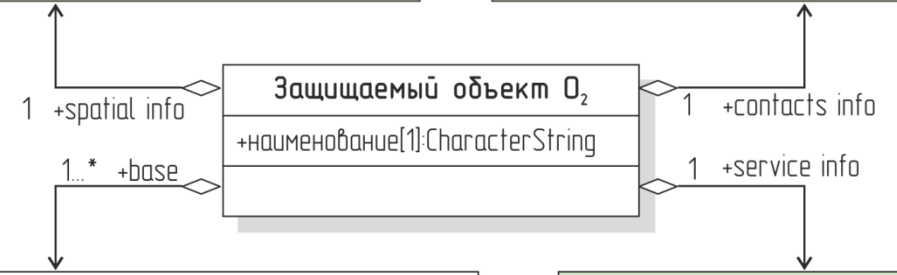 Защищаемый объект O₂
1 +spatial info
1 +contacts info
+наименование[1]:CharacterString
1...* +base
1 +service info